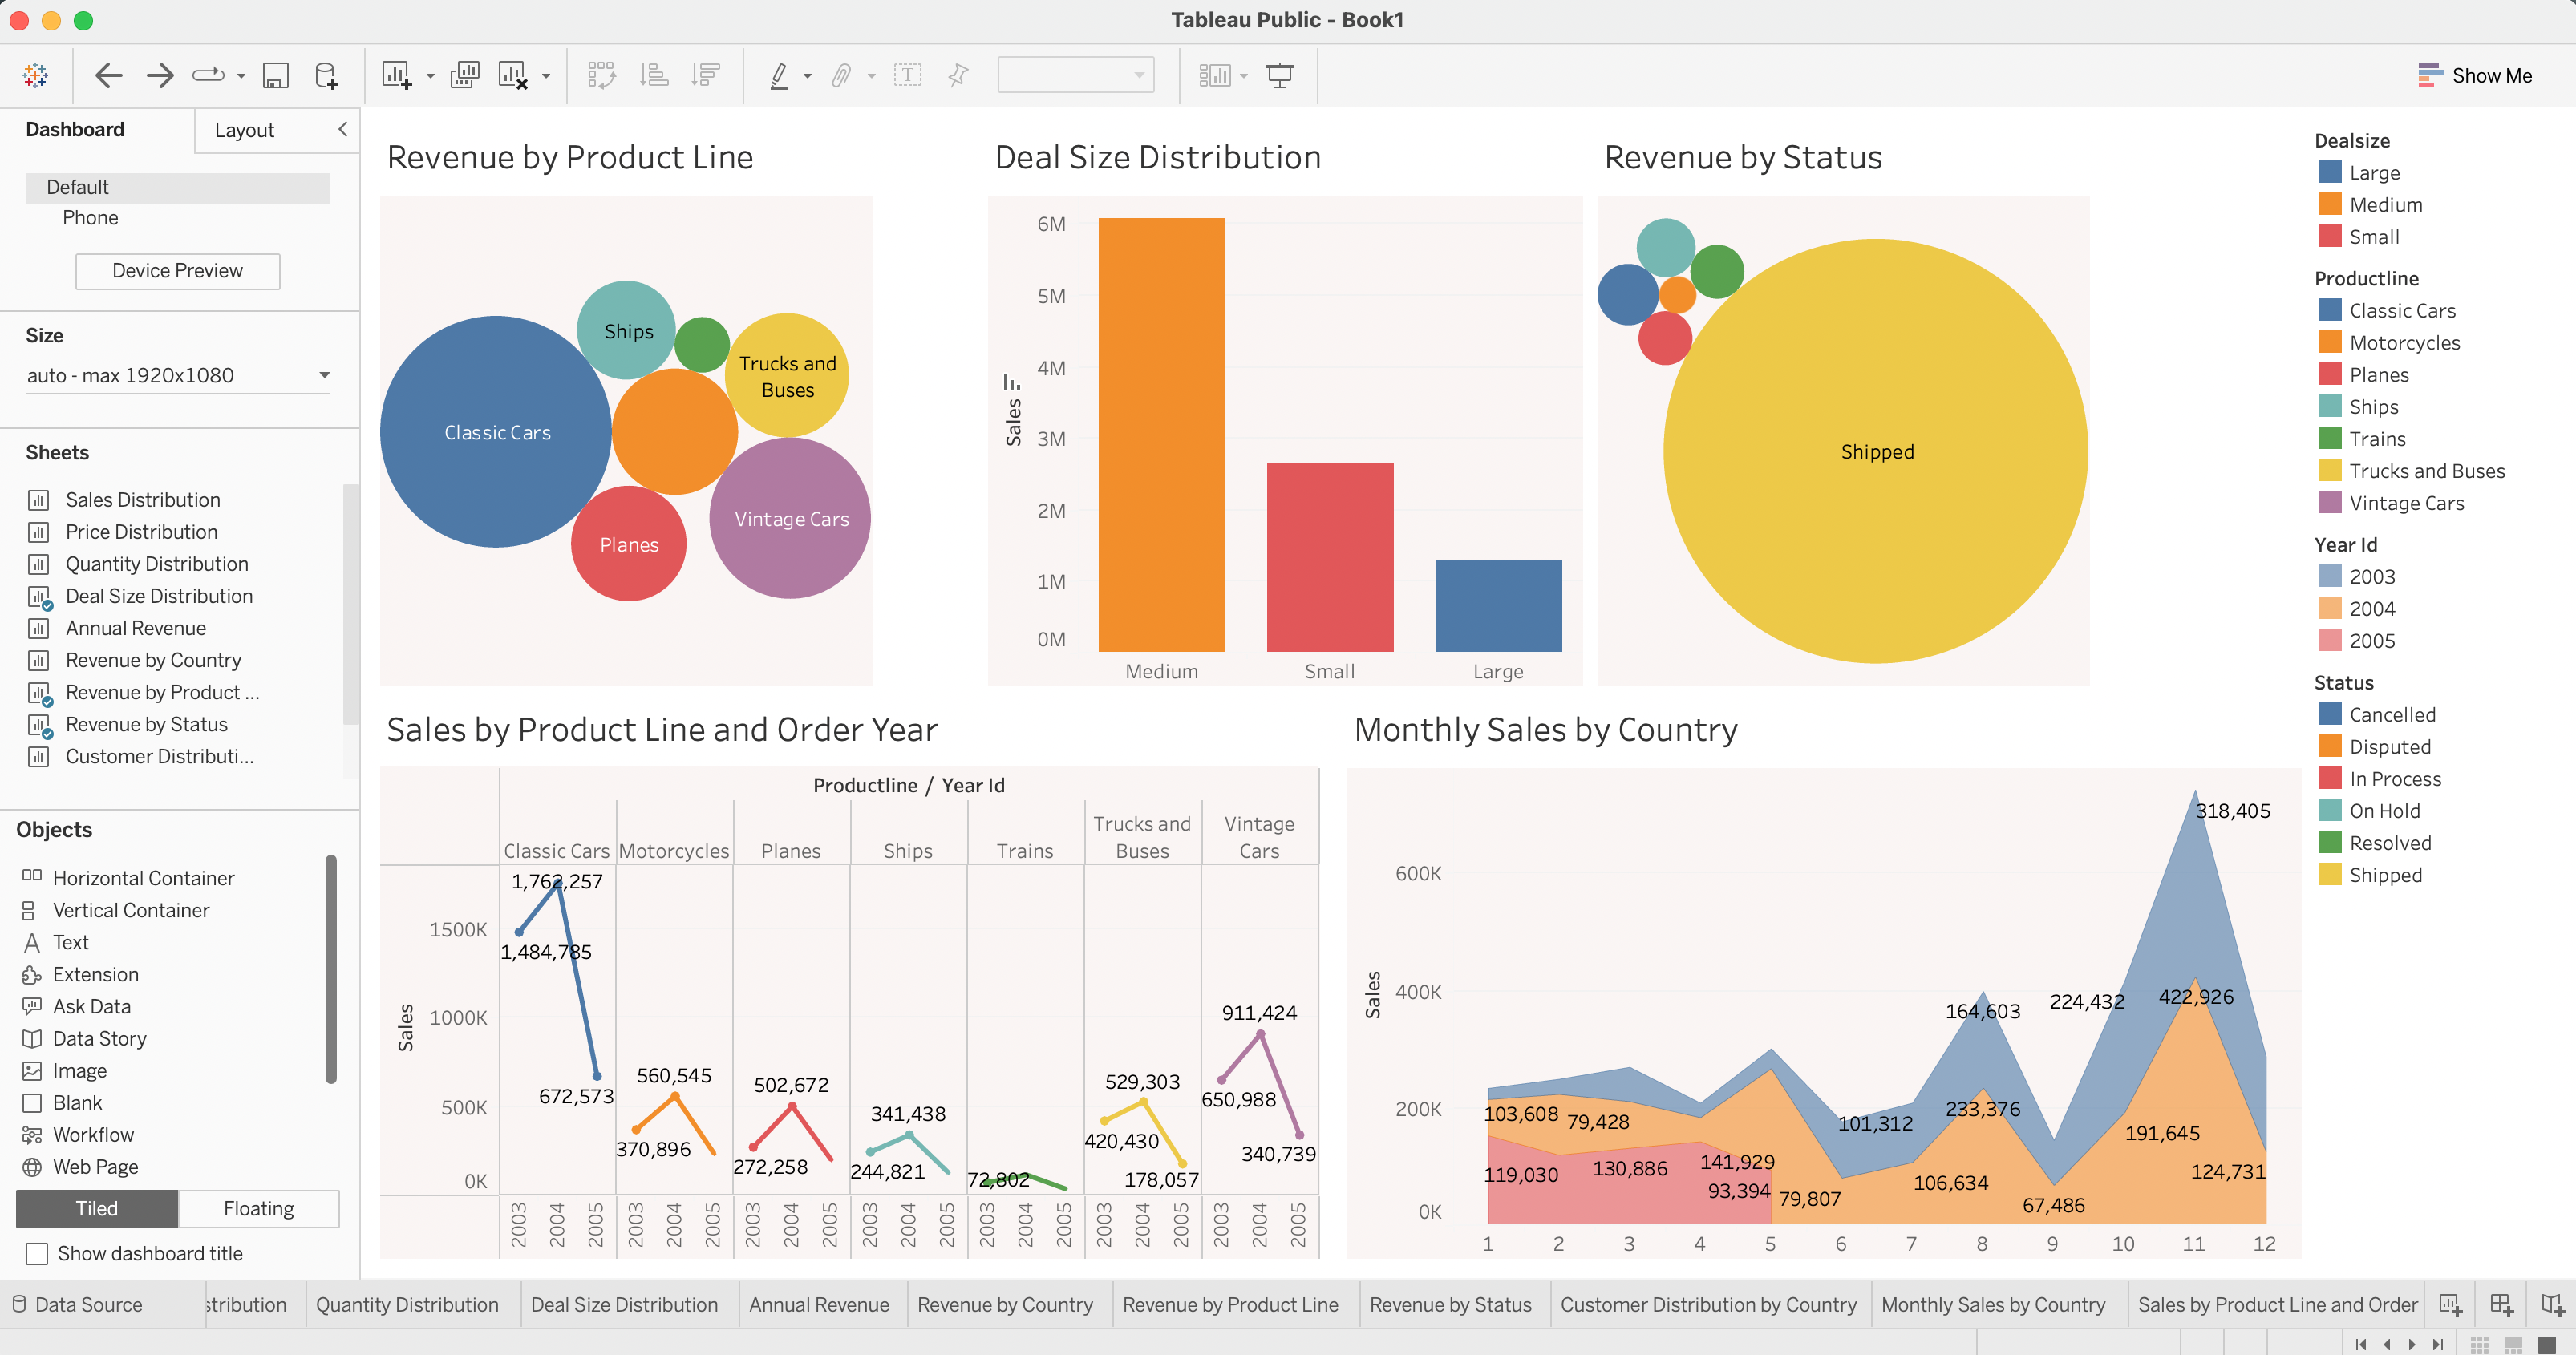 Tableau Public - Book1
Show Me
Dashboard
Layout
Default
Phone
Device Preview
Size
auto - max 1920x1080
Sheets
Sales Distribution
Price Distribution
Quantity Distribution
Deal Size Distribution
Annual Revenue
Revenue by Country
Revenue by Product ...
Revenue by Status
Customer Distributi...
Objects
Horizontal Container
Vertical Container
Text
Extension
Ask Data
Data Story
Image
Blank
Workflow
Web Page
Tiled
Floating
Show dashboard title
Revenue by Product Line
Classic Cars
Ships
Trucks and
Buses
Vintage Cars
Planes
Deal Size Distribution
Sales
6M
5M
4M
3M
2M
1M
0M
Medium
Small
Large
Revenue by Status
Shipped
Sales by Product Line and Order Year
Productline / Year Id
Classic Cars
Motorcycles
Planes
Ships
Trains
Trucks and
Buses
Vintage
Cars
Sales
1500K
1000K
500K
0K
1,762,257
1,484,785
672,573
560,545
370,896
502,672
272,258
341,438
244,821
72,802
529,303
420,430
178,057
911,424
650,988
340,739
2003
2004
2005
2003
2004
2005
2003
2004
2005
2003
2004
2005
2003
2004
2005
2003
2004
2005
2003
2004
2005
Monthly Sales by Country
Sales
600K
400K
200K
0K
318,405
422,926
224,432
164,603
233,376
191,645
124,731
101,312
106,634
67,486
103,608
79,428
119,030
130,886
141,929
93,394
79,807
1
2
3
4
5
6
7
8
9
10
11
12
Dealsize
Large
Medium
Small
Productline
Classic Cars
Motorcycles
Planes
Ships
Trains
Trucks and Buses
Vintage Cars
Year Id
2003
2004
2005
Status
Cancelled
Disputed
In Process
On Hold
Resolved
Shipped
Data Source
stribution
Quantity Distribution
Deal Size Distribution
Annual Revenue
Revenue by Country
Revenue by Product Line
Revenue by Status
Customer Distribution by Country
Monthly Sales by Country
Sales by Product Line and Order